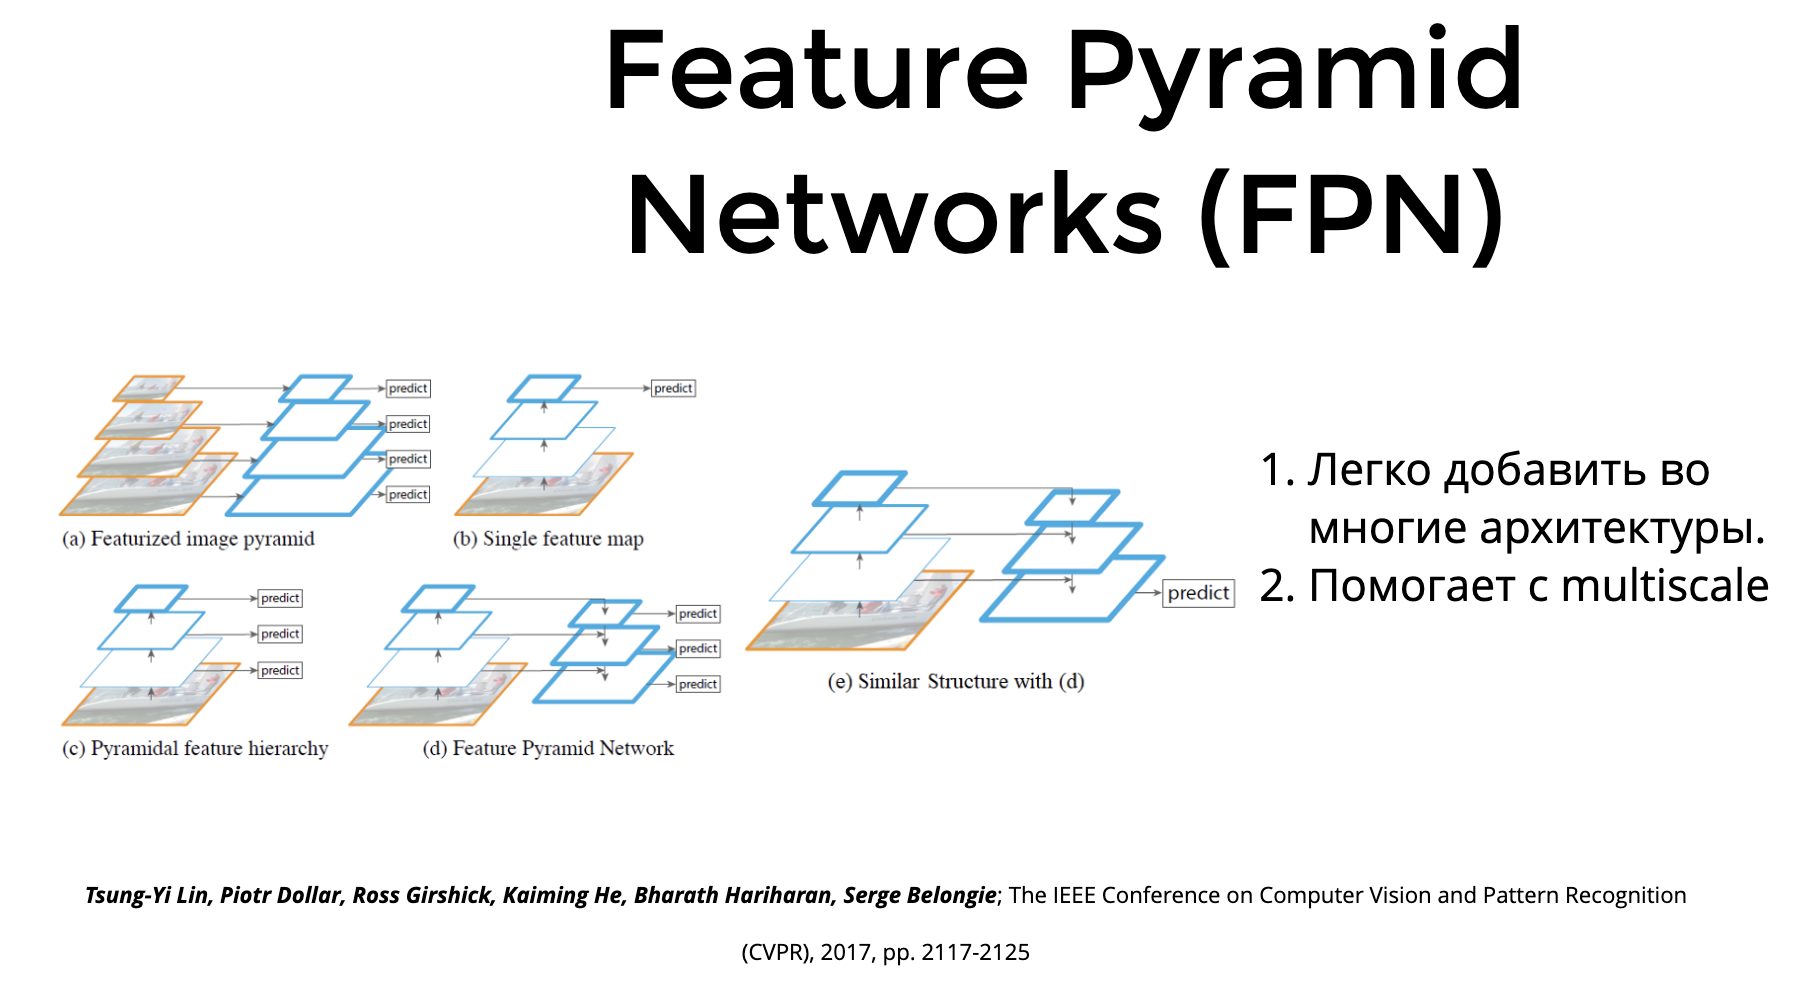 Feature Pyramid
Networks (FPN)
predict
predict
predict
predict
(a) Featurized image pyramid
predict
(b) Single feature map
predict
predict
predict
(c) Pyramidal feature hierarchy
predict
predict
predict
(d) Feature Pyramid Network
predict
(e) Similar Structure with (d)
1. Легко добавить во
многие архитектуры.
2. Помогает с multiscale
Tsung-Yi Lin, Piotr Dollar, Ross Girshick, Kaiming He, Bharath Hariharan, Serge Belongie; The IEEE Conference on Computer Vision and Pattern Recognition
(CVPR), 2017, pp. 2117-2125